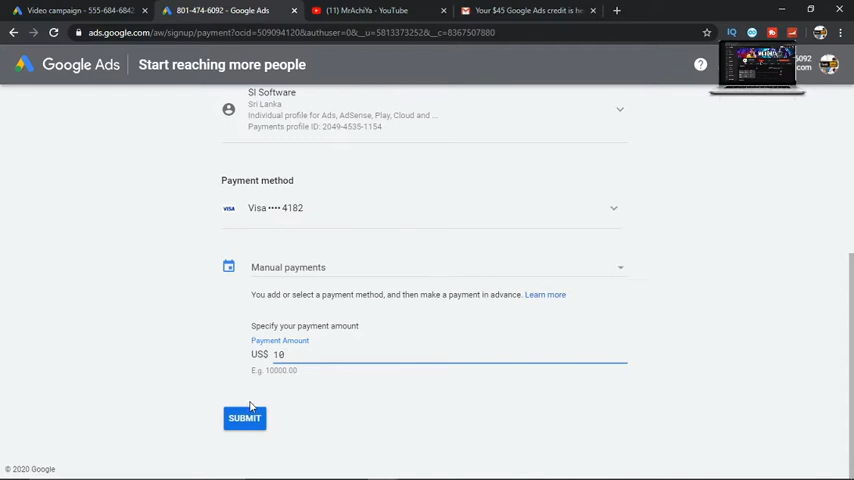 Video campaign - 555-684-684
801-474-6092 - Google Ads
(11) MrAchiYa - YouTube
Your $45 Google Ads credit is he
ads.google.com/aw/signup/payment?ocid=509094120&authuser=0&__u=5813373252&__c=8367507880
IQ
Google Ads
Start reaching more people
?
6092
com
SI Software
Sri Lanka
Individual profile for Ads, AdSense, Play, Cloud and ...
Payments profile ID: 2049-4535-1154
Payment method
VISA
Visa •••• 4182
Manual payments
You add or select a payment method, and then make a payment in advance. Learn more
Specify your payment amount
Payment Amount
US$ 10
E.g. 10000.00
SUBMIT
© 2020 Google